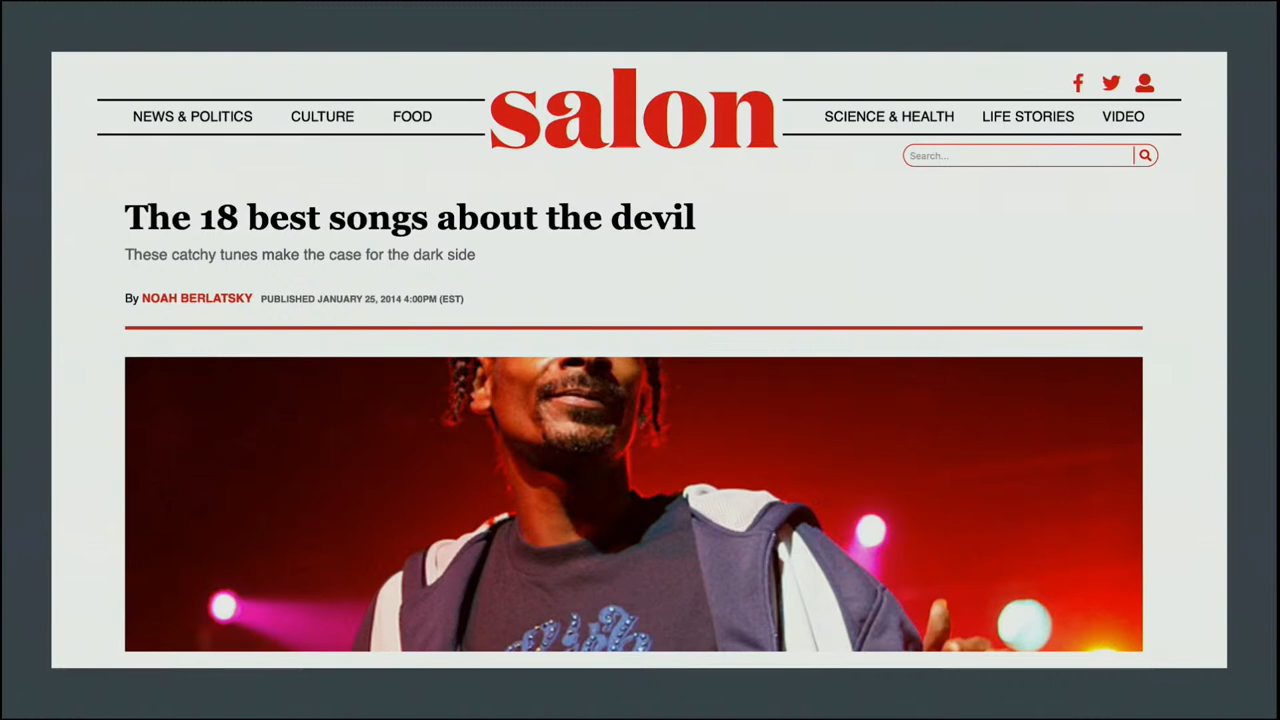 salon
NEWS & POLITICS CULTURE FOOD SCIENCE & HEALTH LIFE STORIES VIDEO
Search...
The 18 best songs about the devil
These catchy tunes make the case for the dark side
By NOAH BERLATSKY PUBLISHED JANUARY 25, 2014 4:00PM (EST)